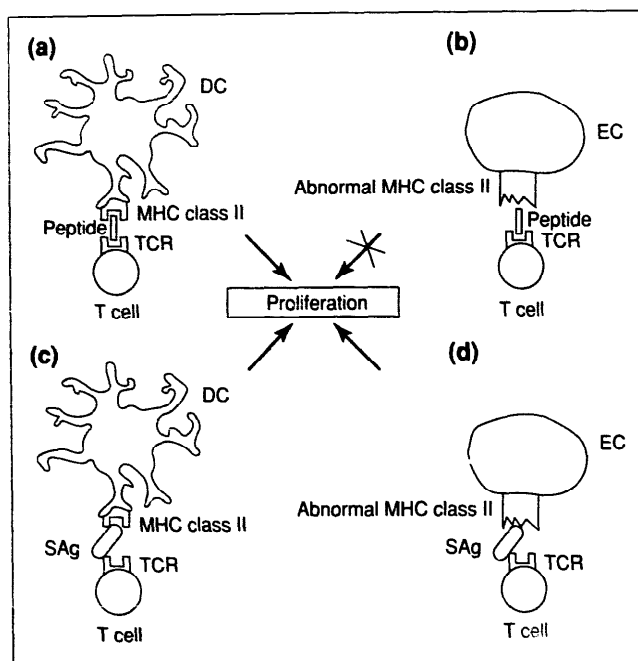 (a)
DC
MHC class II
Peptide
TCR
T cell
(b)
EC
Abnormal MHC class II
Peptide
TCR
T cell
Proliferation
(c)
DC
MHC class II
SAg
TCR
T cell
(d)
EC
Abnormal MHC class II
SAg
TCR
T cell